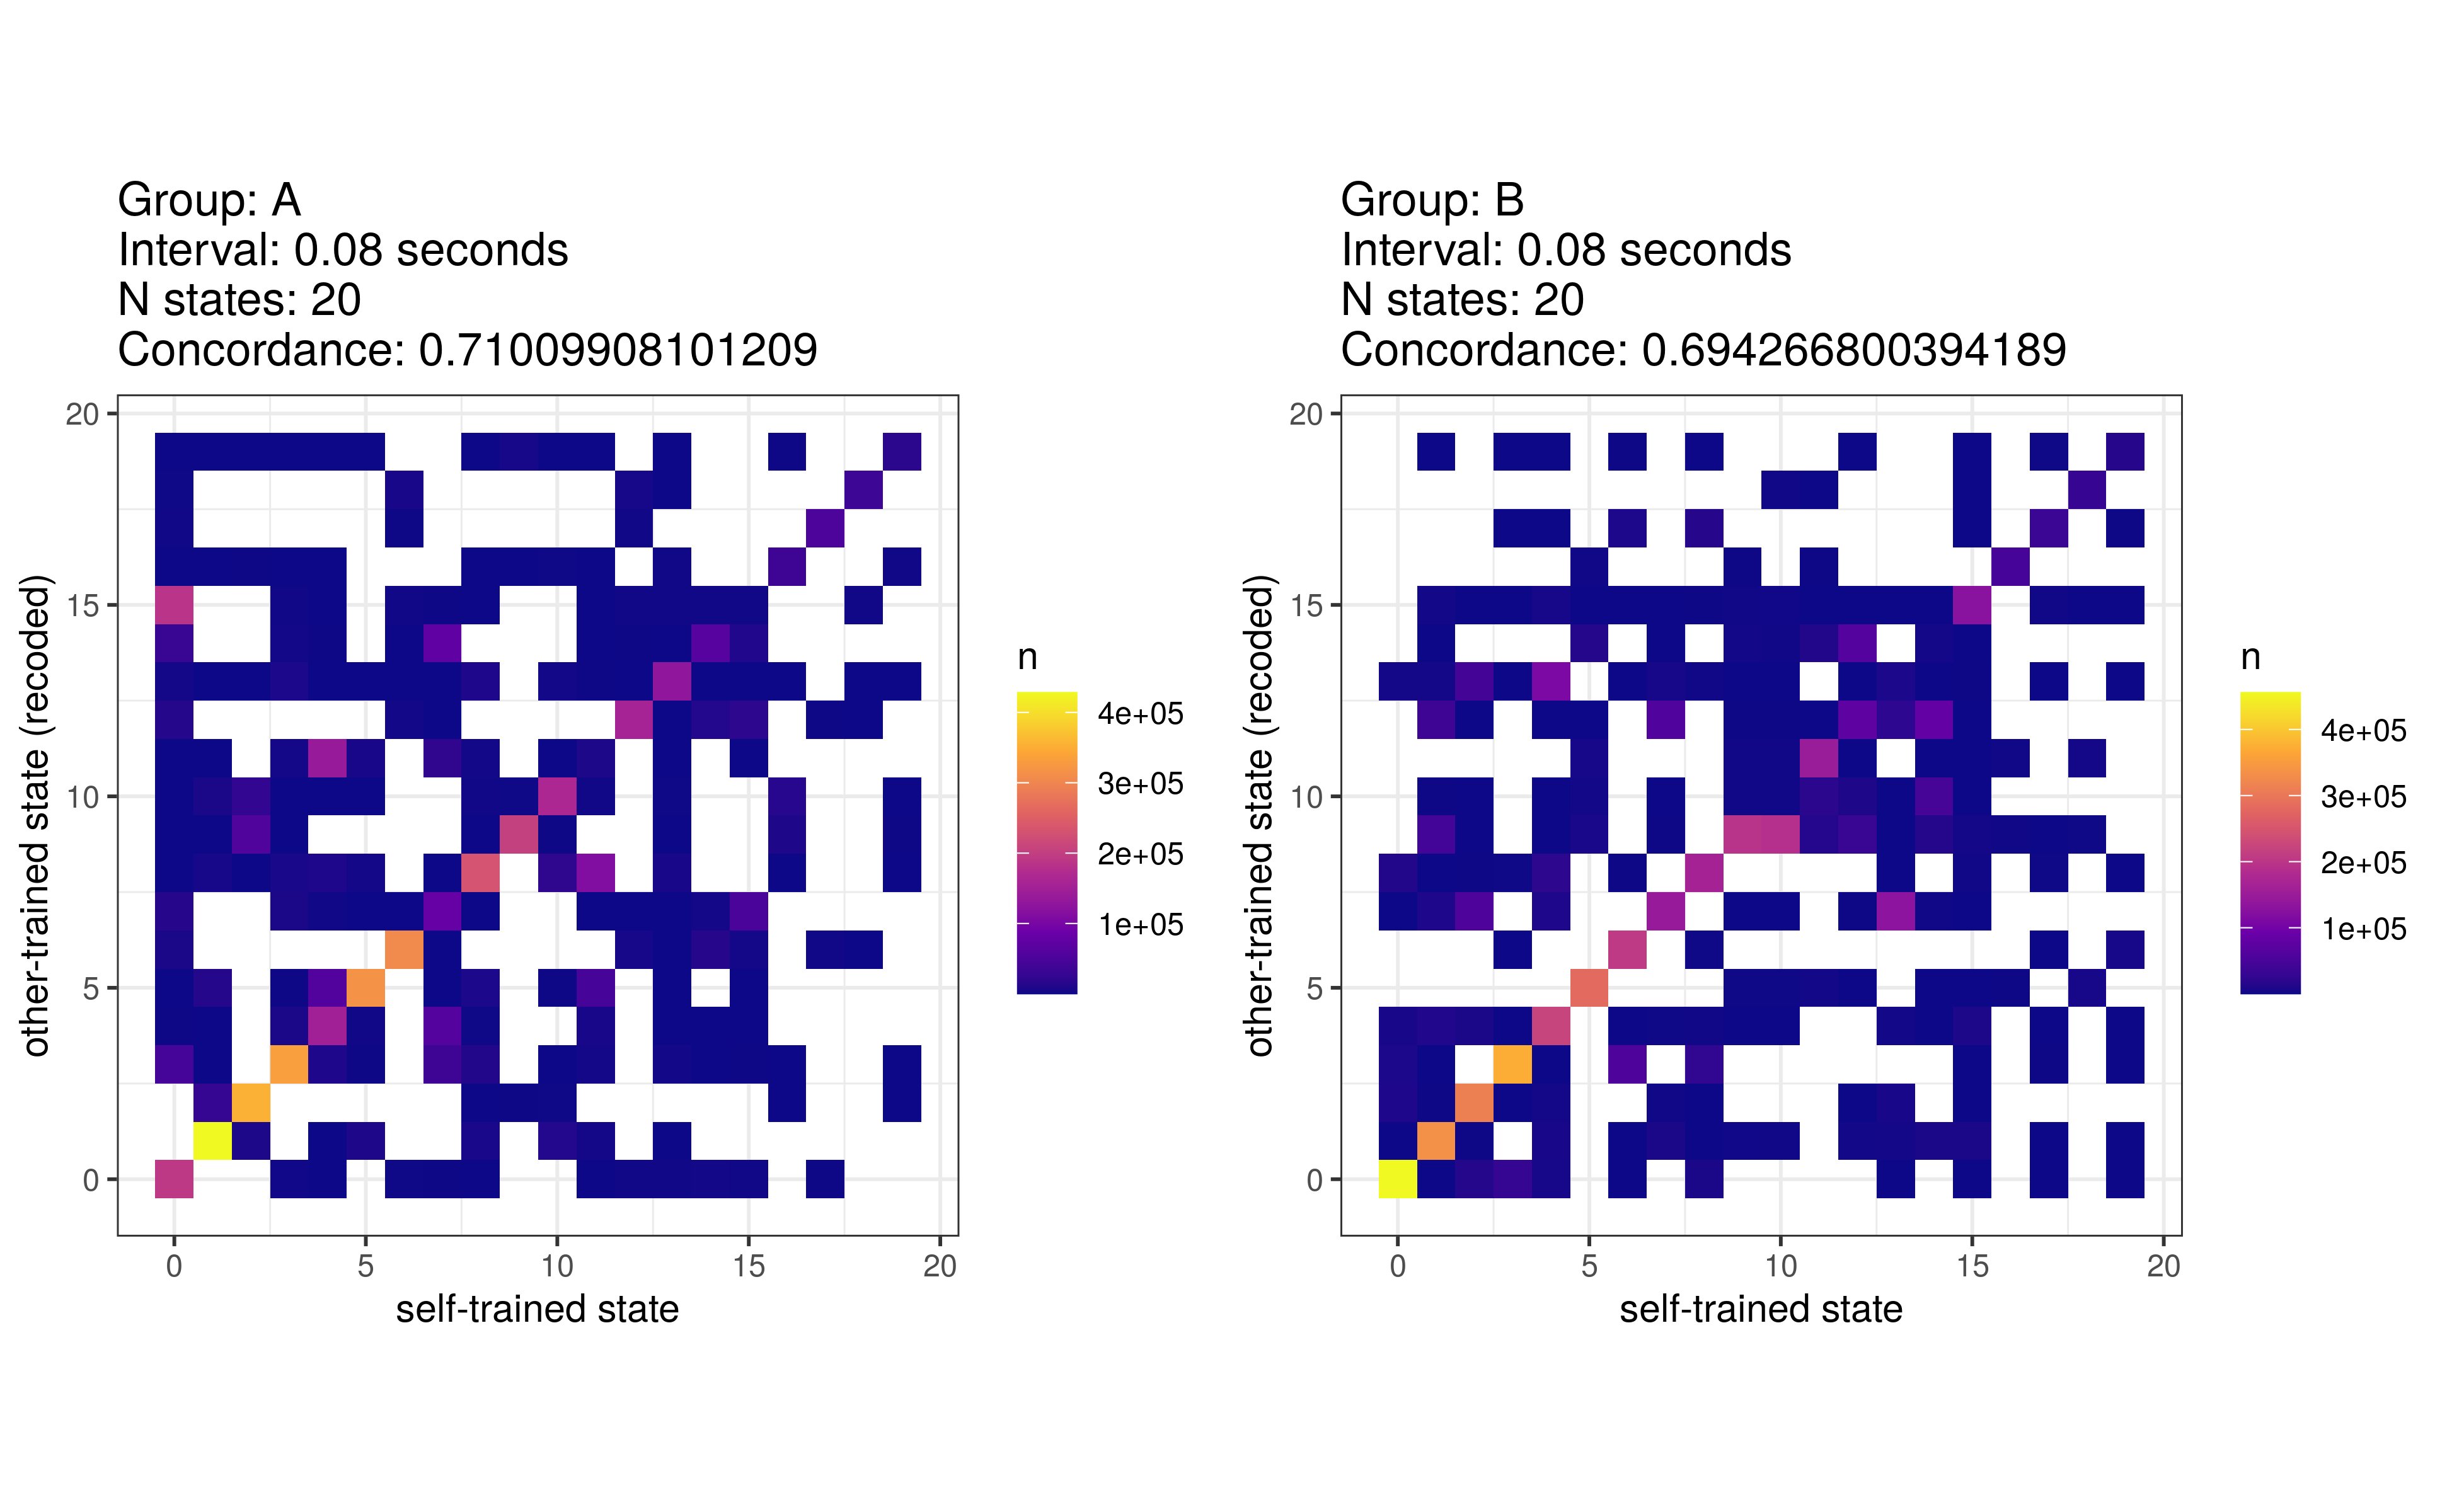 Group: A
Interval: 0.08 seconds
N states: 20
Concordance: 0.71009908101209
other-trained state (recoded)
20
15
10
5
0
0 5 10 15 20
self-trained state
n
4e+05
3e+05
2e+05
1e+05
Group: B
Interval: 0.08 seconds
N states: 20
Concordance: 0.694266800394189
other-trained state (recoded)
20
15
10
5
0
0 5 10 15 20
self-trained state
n
4e+05
3e+05
2e+05
1e+05